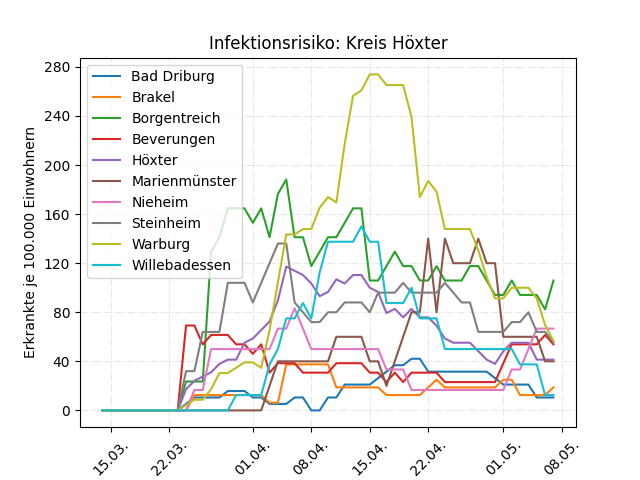 Infektionsrisiko: Kreis Höxter
Erkrankte je 100.000 Einwohnern
280
240
200
160
120
80
40
0
Bad Driburg
Brakel
Borgentreich
Beverungen
Höxter
Marienmünster
Nieheim
Steinheim
Warburg
Willebadessen
15.03.
22.03.
01.04.
08.04.
15.04.
22.04.
01.05.
08.05.